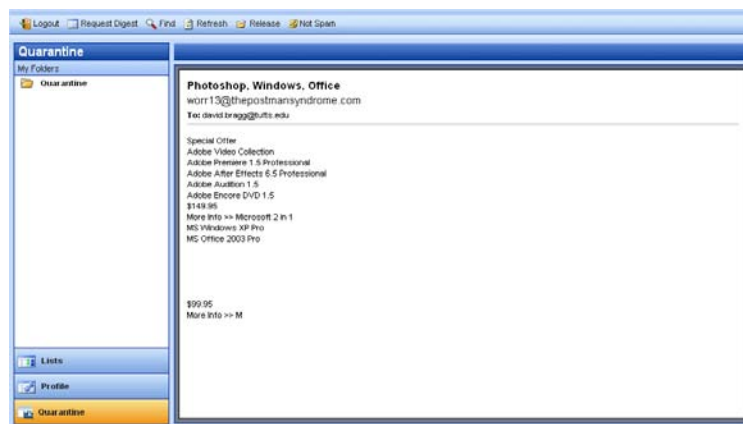 Logout Request Digest Find Refresh Release Not Spam
Quarantine
My Folders
Quarantine
Photoshop, Windows, Office
worr13@thepostmansyndrome.com
To: david.bragg@tufts.edu
Special Offer
Adobe Video Collection
Adobe Premiere 1.5 Professional
Adobe After Effects 6.5 Professional
Adobe Audition 1.5
Adobe Encore DVD 1.5
$149.95
More Info >> Microsoft 2 in 1
MS Windows XP Pro
MS Office 2003 Pro
$99.95
More Info >> M
Lists
Profile
Quarantine